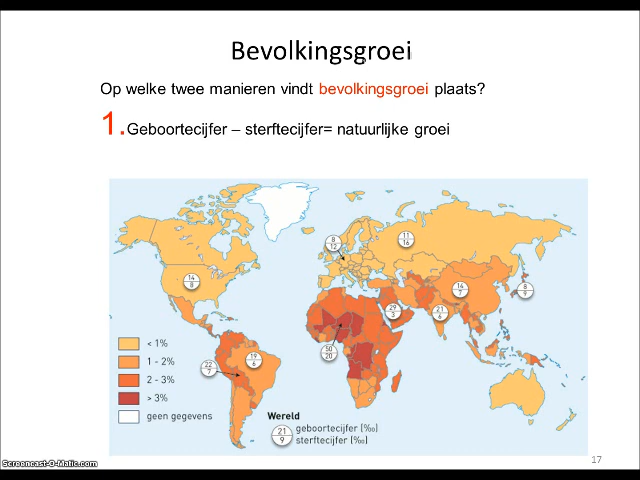 Bevolkingsgroei
Op welke twee manieren vindt bevolkingsgroei plaats?
1. Geboortecijfer – sterftecijfer= natuurlijke groei
8
12
11
16
14
8
14
7
8
9
29
3
21
6
50
20
22
7
19
6
< 1%
1 - 2%
2 - 3%
> 3%
geen gegevens
Wereld
21
9
geboortecijfer (‰)
sterftecijfer (‰)
17
Screencast-O-Matic.com